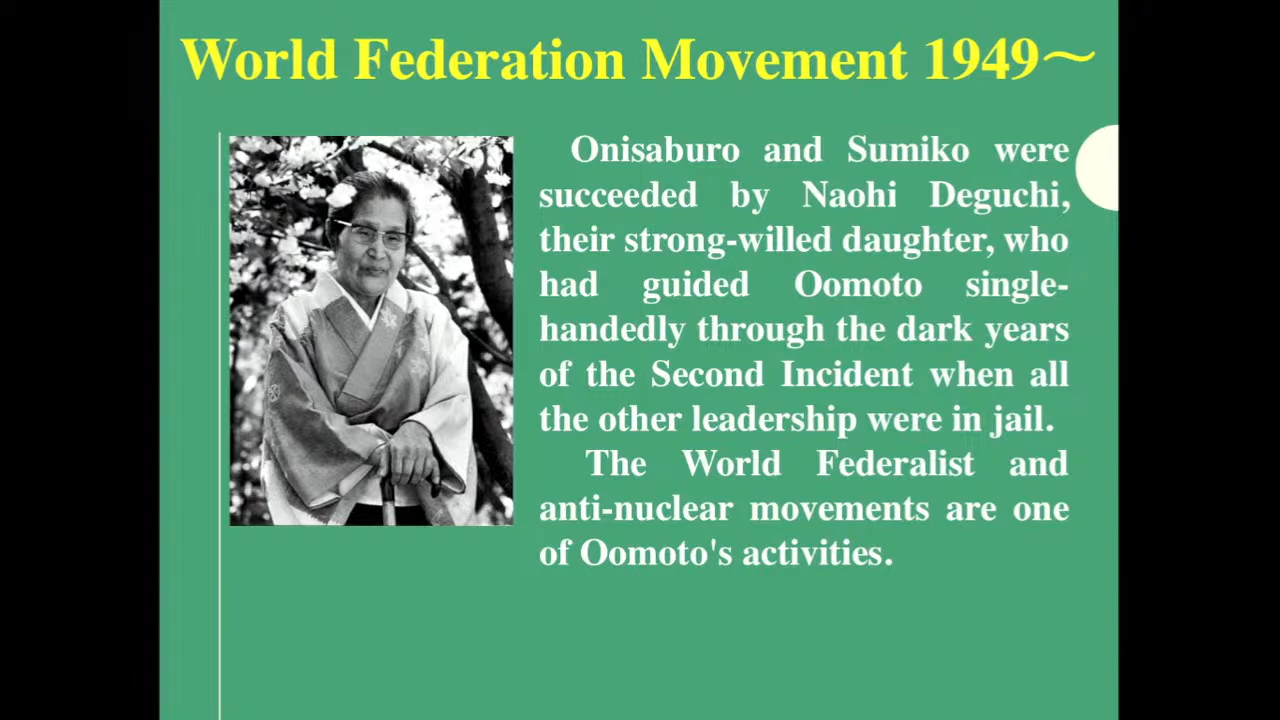 World Federation Movement 1949～
Onisaburo and Sumiko were
succeeded by Naohi Deguchi,
their strong-willed daughter, who
had guided Oomoto single-
handedly through the dark years
of the Second Incident when all
the other leadership were in jail.
The World Federalist and
anti-nuclear movements are one
of Oomoto's activities.